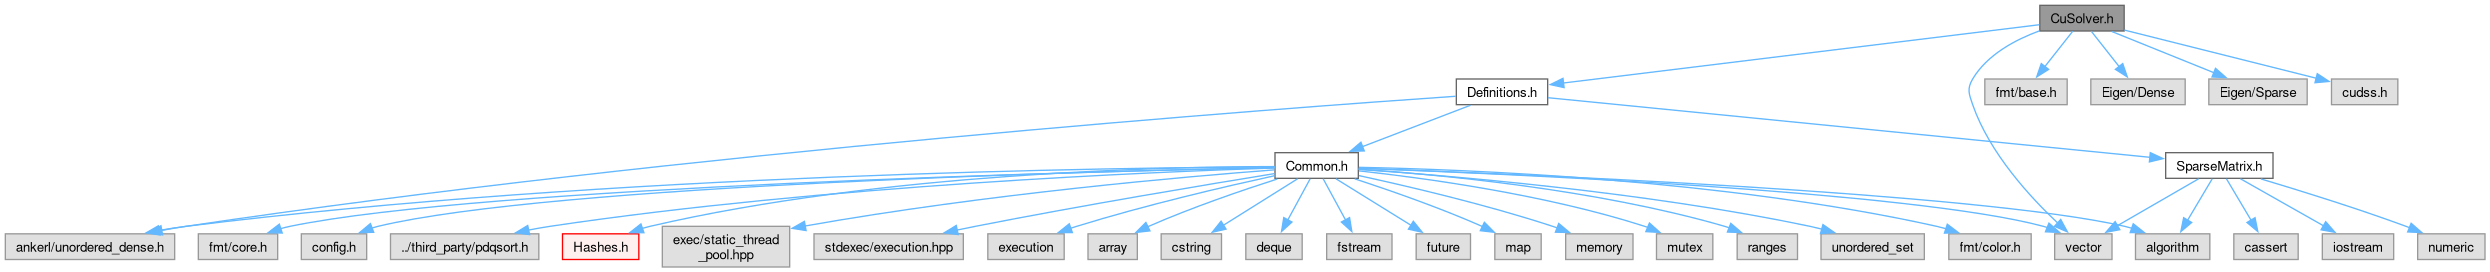 CuSolver.h
Definitions.h
fmt/base.h
Eigen/Dense
Eigen/Sparse
cudss.h
Common.h
SparseMatrix.h
ankerl/unordered_dense.h
fmt/core.h
config.h
../third_party/pdqsort.h
Hashes.h
exec/static_thread
_pool.hpp
stdexec/execution.hpp
execution
array
cstring
deque
fstream
future
map
memory
mutex
ranges
unordered_set
fmt/color.h
vector
algorithm
cassert
iostream
numeric